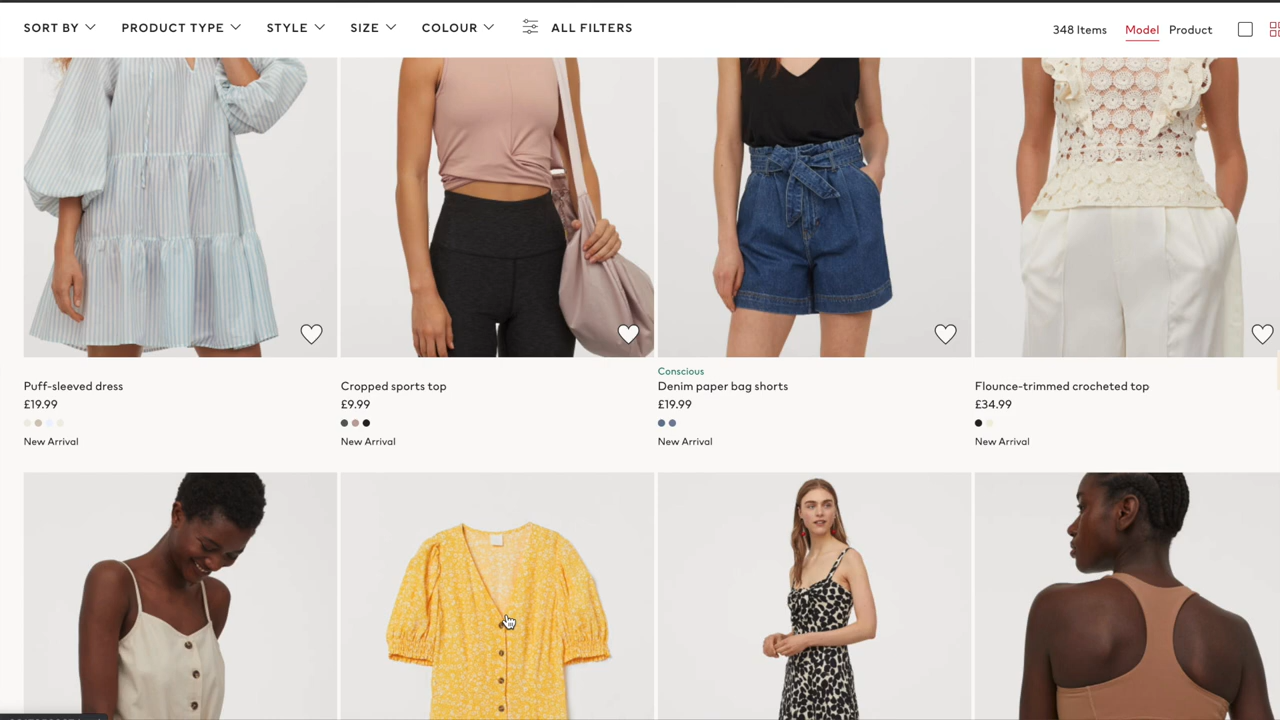 SORT BY PRODUCT TYPE STYLE SIZE COLOUR ALL FILTERS 348 Items Model Product
Puff-sleeved dress
£19.99
New Arrival
Cropped sports top
£9.99
New Arrival
Conscious
Denim paper bag shorts
£19.99
New Arrival
Flounce-trimmed crocheted top
£34.99
New Arrival